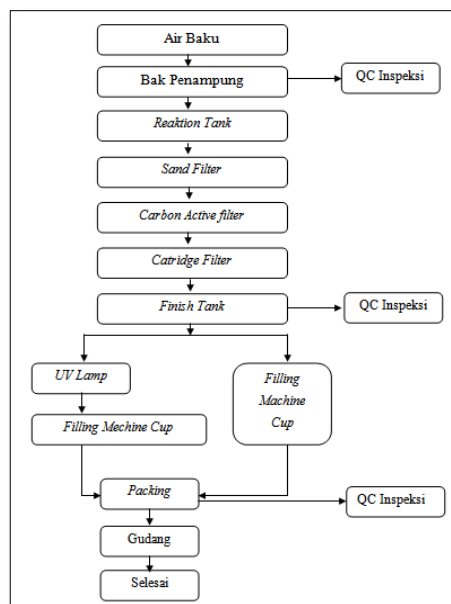 Air Baku
Bak Penampung
QC Inspeksi
Reaktion Tank
Sand Filter
Carbon Active filter
Catridge Filter
Finish Tank
QC Inspeksi
UV Lamp
Filling Mechine Cup
Filling
Machine
Cup
Packing
QC Inspeksi
Gudang
Selesai